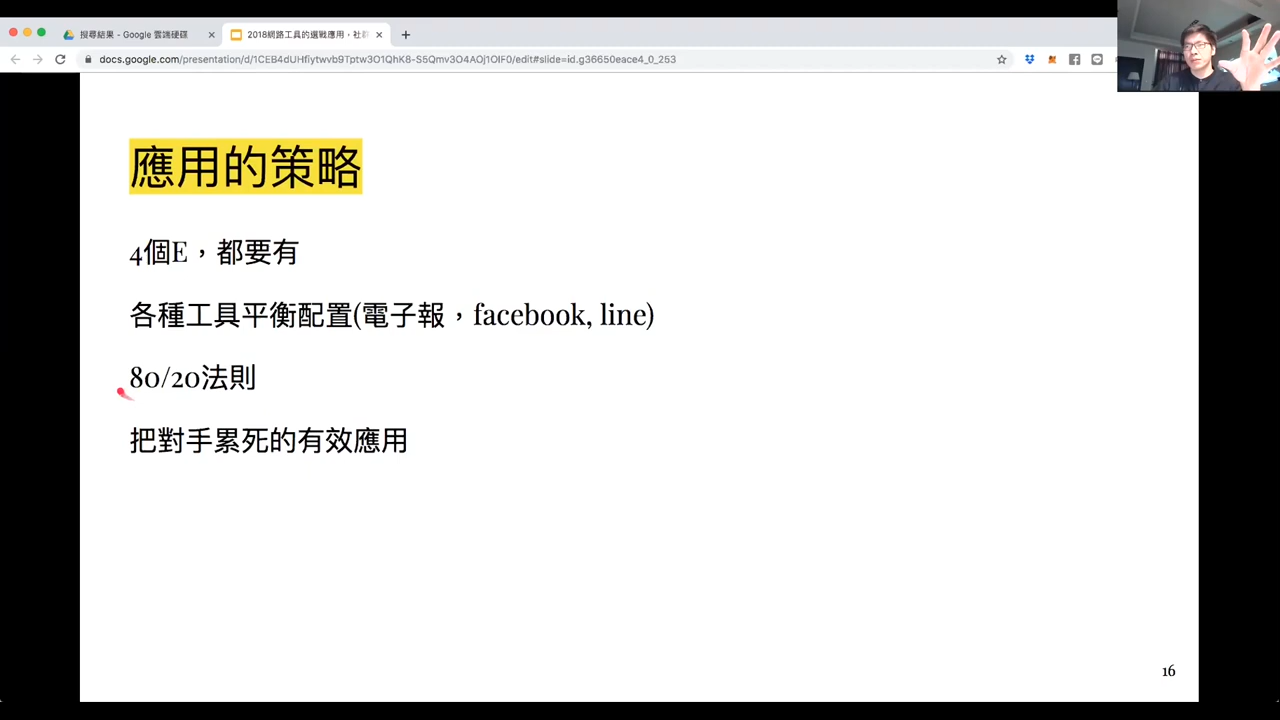 搜尋結果 - Google 雲端硬碟
2018網路工具的選戰應用，社群
docs.google.com/presentation/d/1CEB4dUHfiytwvb9Tptw3O1QhK8-S5Qmv3O4AOj1QlF0/edit#slide=id.g36650eace4_0_253
應用的策略
4個E，都要有
各種工具平衡配置(電子報，facebook, line)
80/20法則
把對手累死的有效應用
16